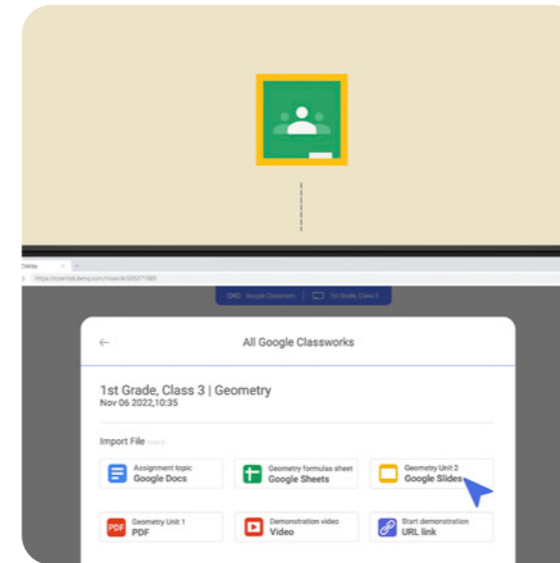 Google Classroom
1st Grade, Class 1
All Google Classworks
1st Grade, Class 3 | Geometry
Nov 06 2022,10:35
Import File
Assignment topic
Google Docs
Geometry formulas sheet
Google Sheets
Geometry Unit 2
Google Slides
PDF
Geometry Unit 1
PDF
Demonstration video
Video
Start demonstration
URL link